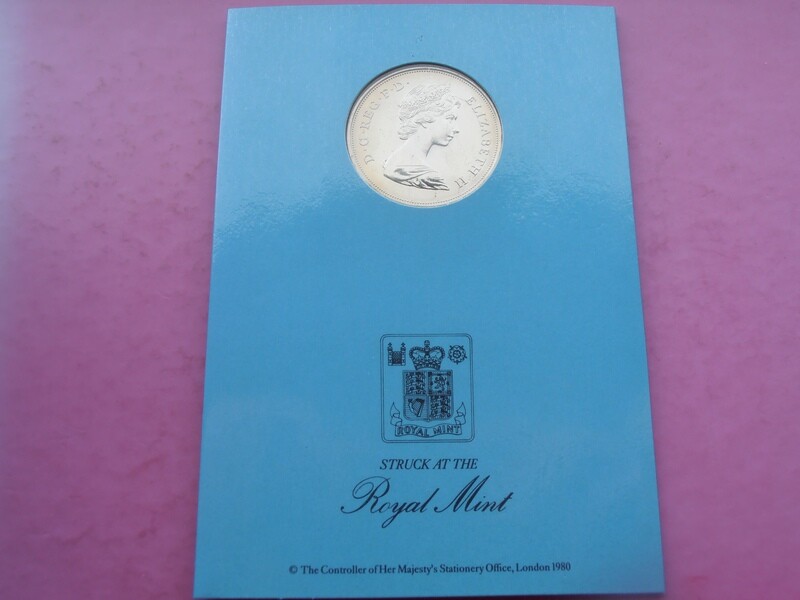 D·G·REG·F·D· ELIZABETH II
ROYAL MINT
STRUCK AT THE
Royal Mint
© The Controller of Her Majesty's Stationery Office, London 1980